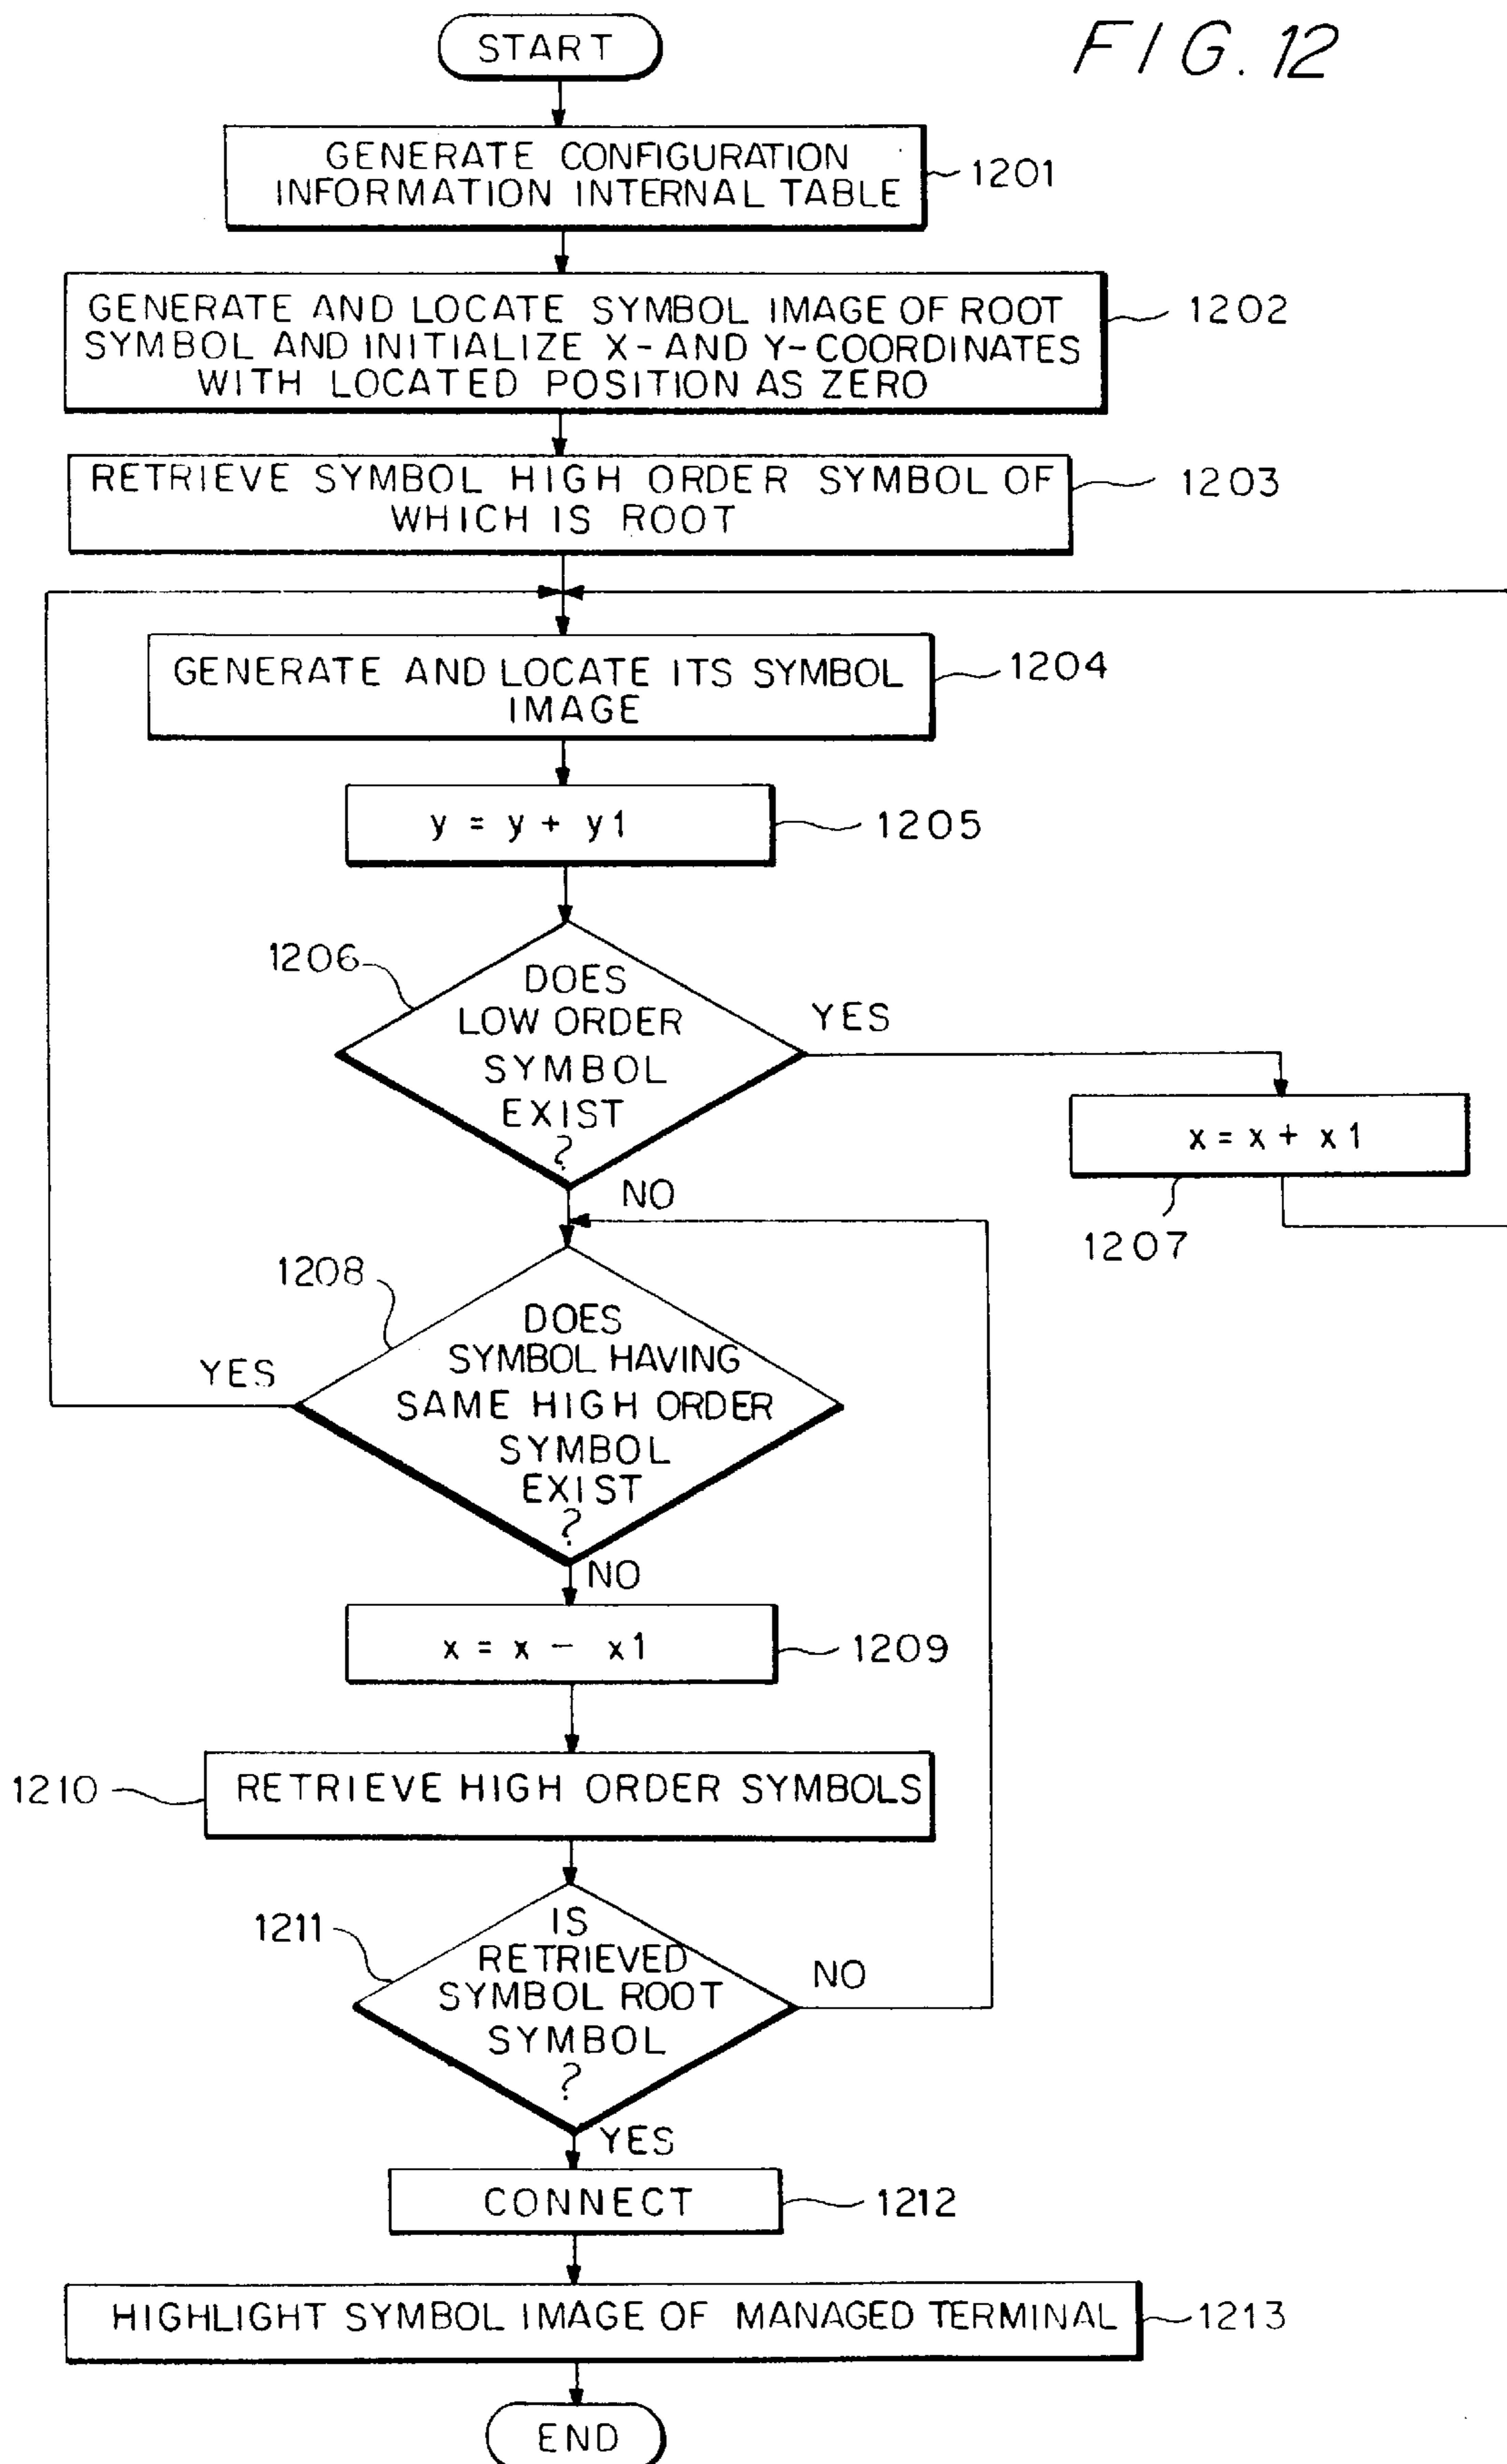 FIG. 12
START
GENERATE CONFIGURATION
INFORMATION INTERNAL TABLE
1201
GENERATE AND LOCATE SYMBOL IMAGE OF ROOT
SYMBOL AND INITIALIZE X-AND Y-COORDINATES
WITH LOCATED POSITION AS ZERO
1202
RETRIEVE SYMBOL HIGH ORDER SYMBOL OF
WHICH IS ROOT
1203
GENERATE AND LOCATE ITS SYMBOL
IMAGE
1204
y = y + y1
1205
1206
DOES
LOW ORDER
SYMBOL
EXIST
?
YES
NO
x = x + x1
1207
1208
DOES
SYMBOL HAVING
SAME HIGH ORDER
SYMBOL
EXIST
?
YES
NO
x = x - x1
1209
1210
RETRIEVE HIGH ORDER SYMBOLS
1211
IS
RETRIEVED
SYMBOL ROOT
SYMBOL
?
NO
YES
CONNECT
1212
HIGHLIGHT SYMBOL IMAGE OF MANAGED TERMINAL
1213
END